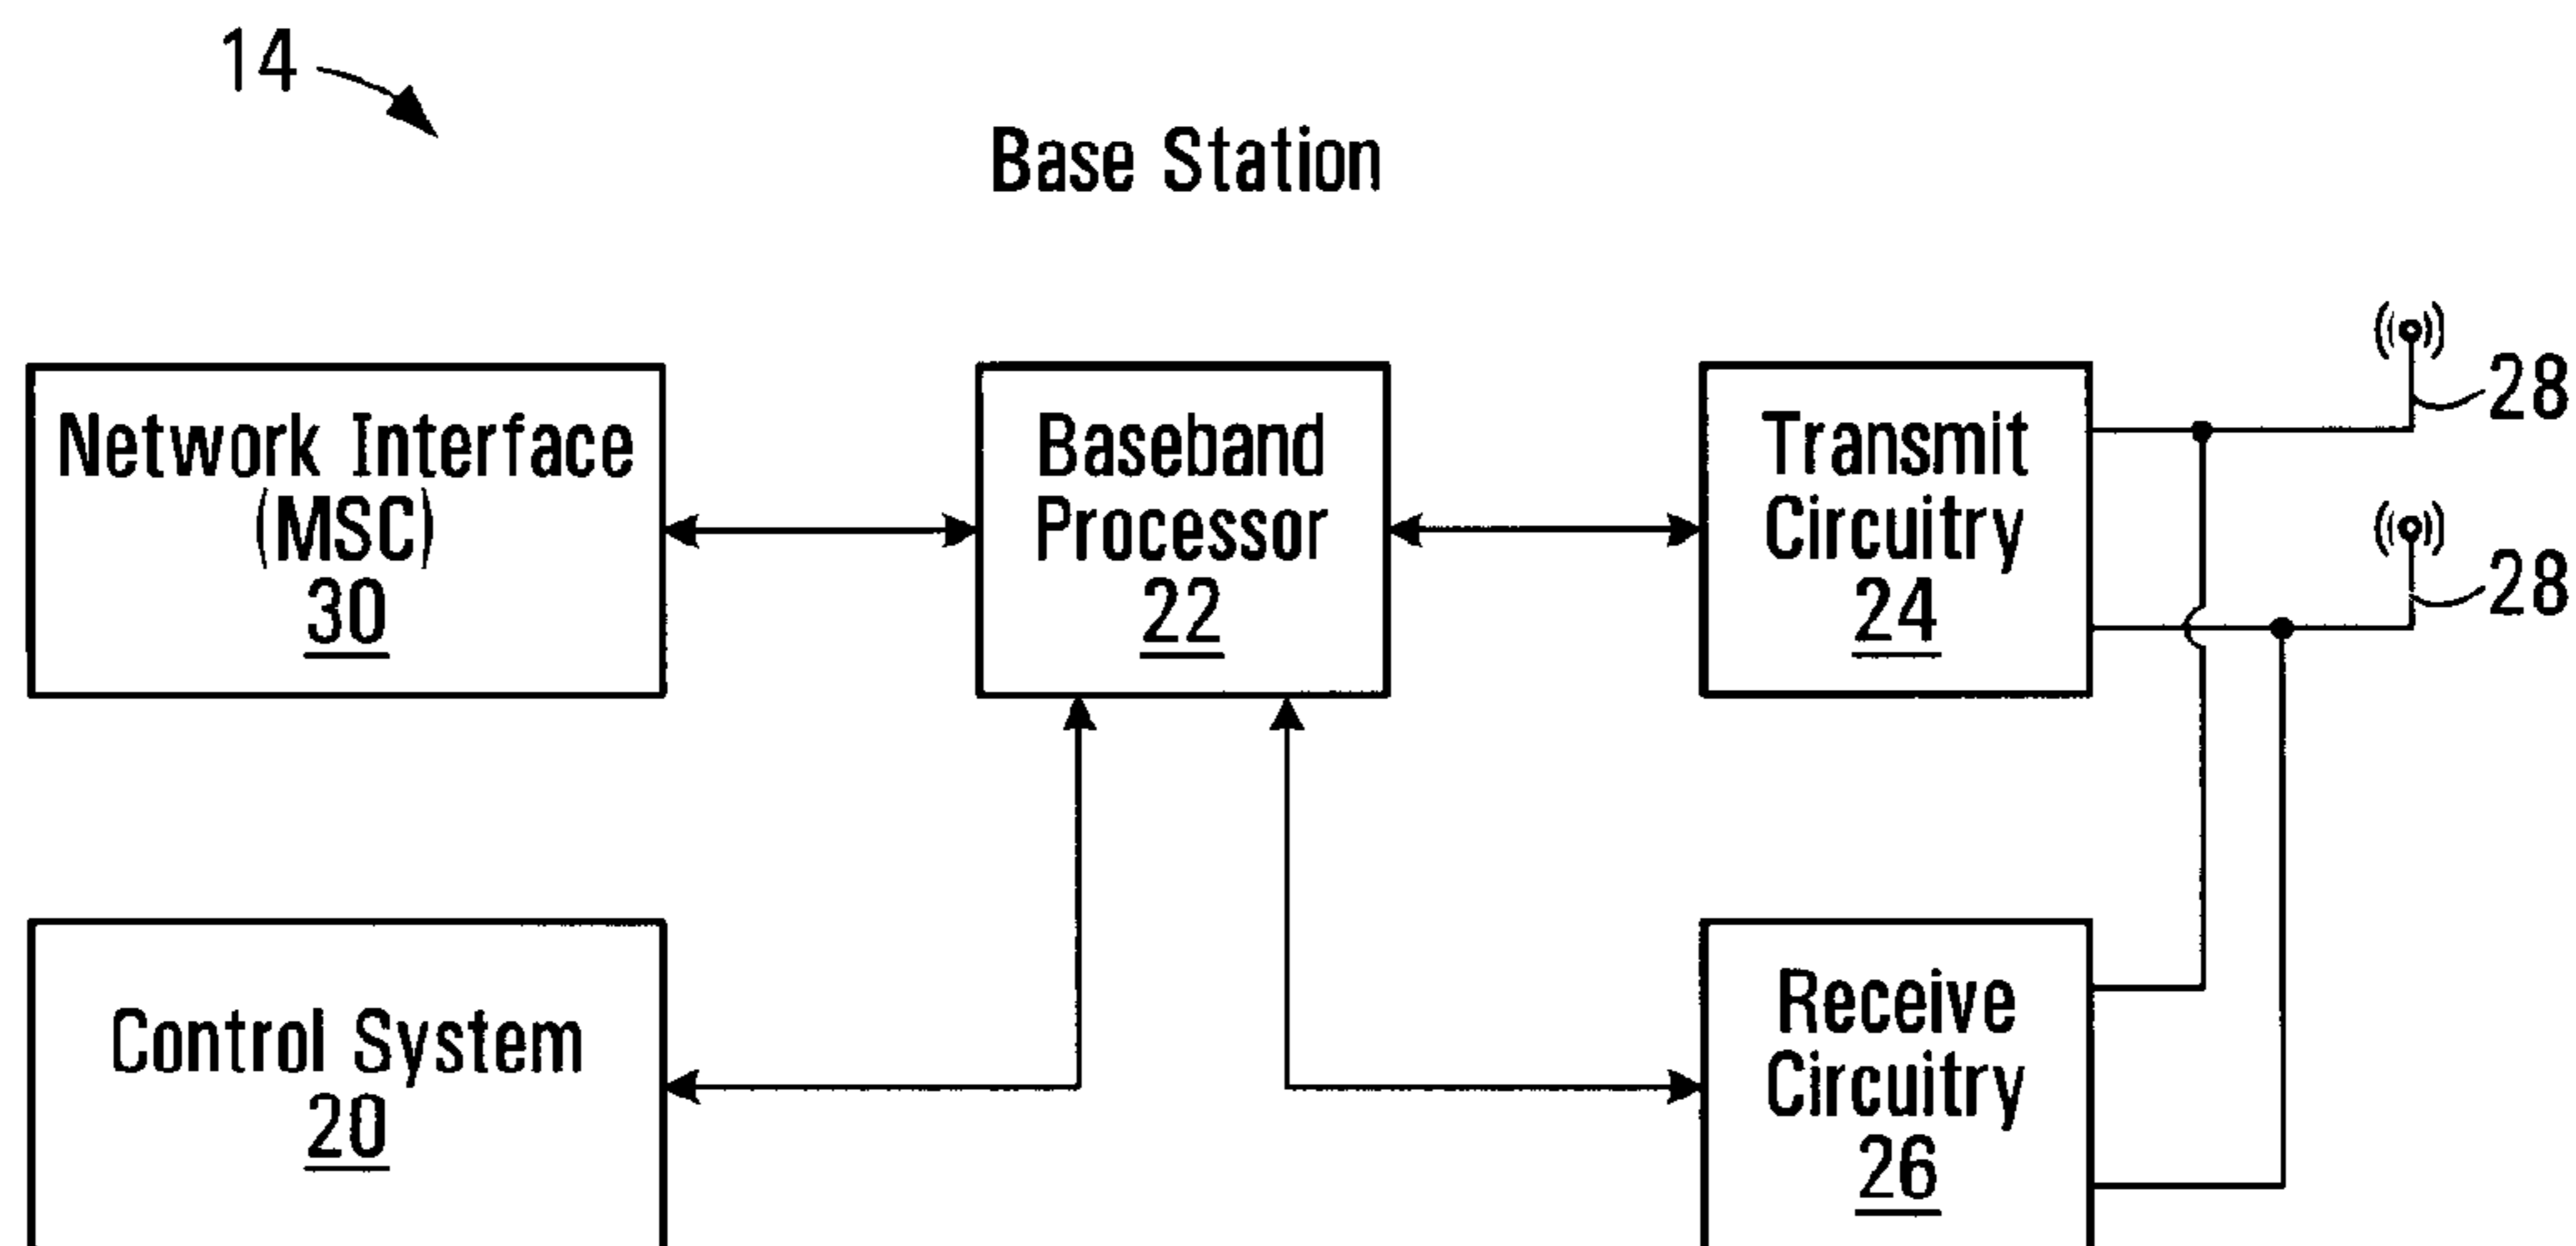 14
Base Station
Network Interface
(MSC)
30
Baseband
Processor
22
Transmit
Circuitry
24
28
28
Control System
20
Receive
Circuitry
26